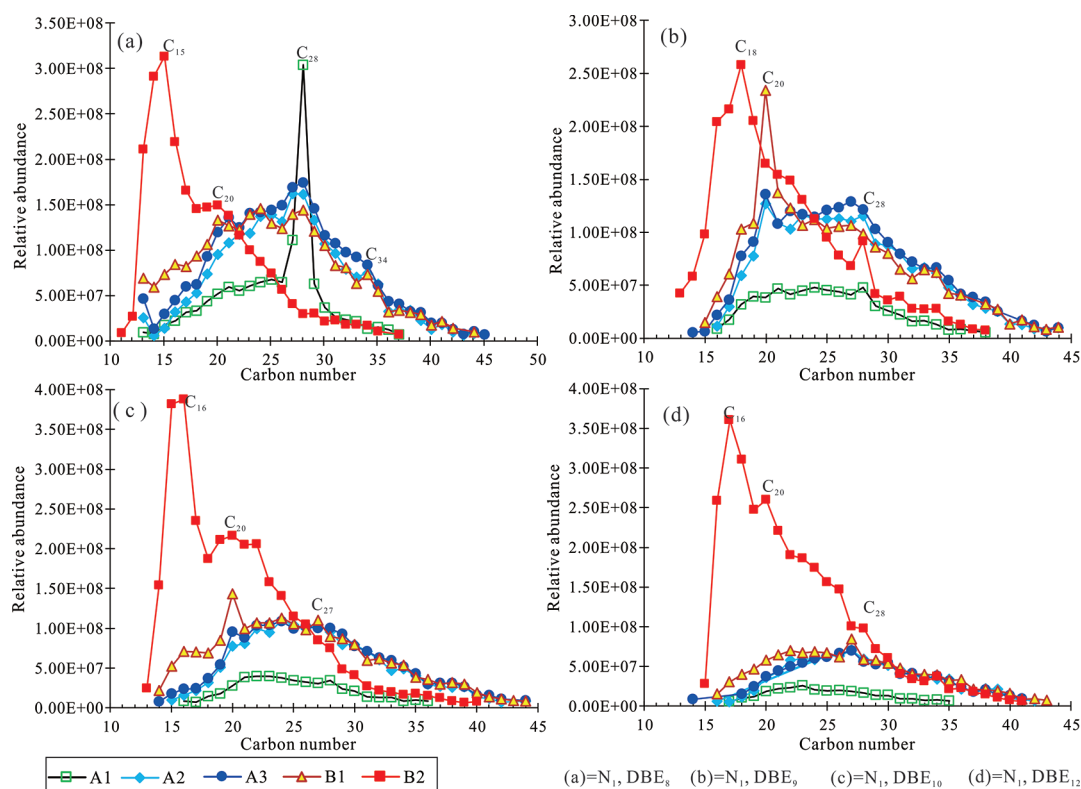 (a)
C₁₅
C₂₈
C₂₀
C₃₄
3.50E+08
3.00E+08
2.50E+08
2.00E+08
1.50E+08
1.00E+08
5.00E+07
0.00E+00
Relative abundance
10 15 20 25 30 35 40 45 50
Carbon number
(b)
C₁₈
C₂₀
C₂₈
3.00E+08
2.50E+08
2.00E+08
1.50E+08
1.00E+08
5.00E+07
0.00E+00
Relative abundance
10 15 20 25 30 35 40 45
Carbon number
( c )
C₁₆
C₂₀
C₂₇
4.00E+08
3.50E+08
3.00E+08
2.50E+08
2.00E+08
1.50E+08
1.00E+08
5.00E+07
0.00E+00
Relative abundance
10 15 20 25 30 35 40 45
Carbon number
(d)
C₁₆
C₂₀
C₂₈
4.00E+08
3.50E+08
3.00E+08
2.50E+08
2.00E+08
1.50E+08
1.00E+08
5.00E+07
0.00E+00
Relative abundance
10 15 20 25 30 35 40 45
Carbon number
A1 A2 A3 B1 B2
(a)=N₁, DBE₈ (b)=N₁, DBE₉ (c)=N₁, DBE₁₀ (d)=N₁, DBE₁₂